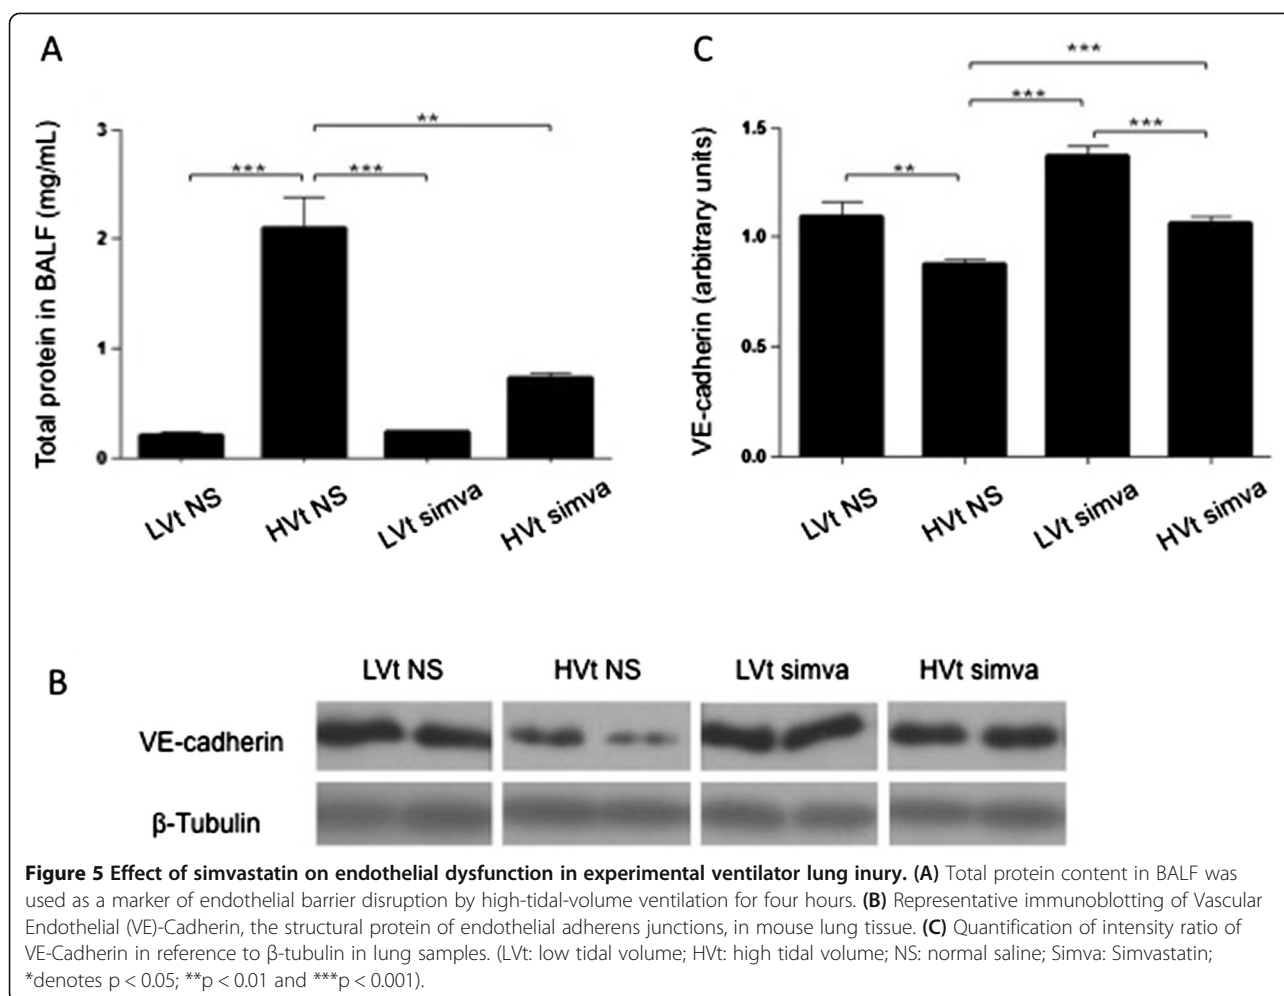 A
C
Total protein in BALF (mg/mL)
3
2
1
0
***
***
**
LVt NS
HVt NS
LVt simva
HVt simva
VE-cadherin (arbitrary units)
1.5
1.0
0.5
0.0
**
***
***
***
LVt NS
HVt NS
LVt simva
HVt simva
B
LVt NS HVt NS LVt simva HVt simva
VE-cadherin
β-Tubulin
Figure 5 Effect of simvastatin on endothelial dysfunction in experimental ventilator lung inury. (A) Total protein content in BALF was
used as a marker of endothelial barrier disruption by high-tidal-volume ventilation for four hours. (B) Representative immunoblotting of Vascular
Endothelial (VE)-Cadherin, the structural protein of endothelial adherens junctions, in mouse lung tissue. (C) Quantification of intensity ratio of
VE-Cadherin in reference to β-tubulin in lung samples. (LVt: low tidal volume; HVt: high tidal volume; NS: normal saline; Simva: Simvastatin;
*denotes p < 0.05; **p < 0.01 and ***p < 0.001).